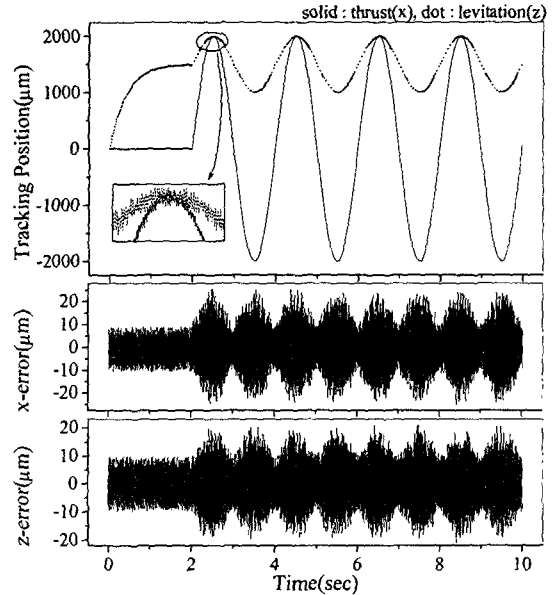 solid : thrust(x), dot : levitation(z)
Tracking Position(μm)
2000
1000
0
-1000
-2000
x-error(μm)
20
10
0
-10
-20
z-error(μm)
20
10
0
-10
-20
0 2 4 6 8 10
Time(sec)